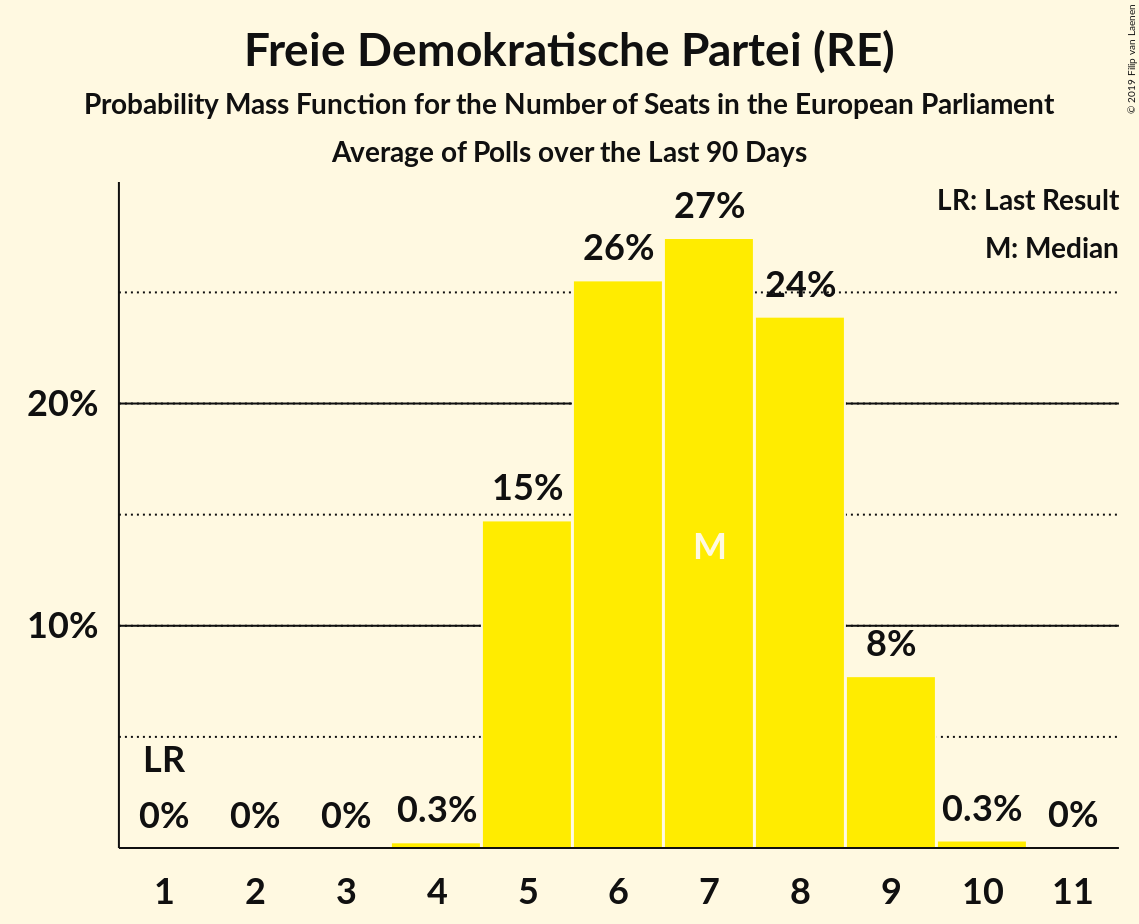 Freie Demokratische Partei (RE)
Probability Mass Function for the Number of Seats in the European Parliament
Average of Polls over the Last 90 Days
© 2019 Filip van Laenen
LR: Last Result
M: Median
27%
26%
24%
20%
15%
M
10%
8%
LR
0% 0% 0% 0.3% 0.3% 0%
1 2 3 4 5 6 7 8 9 10 11